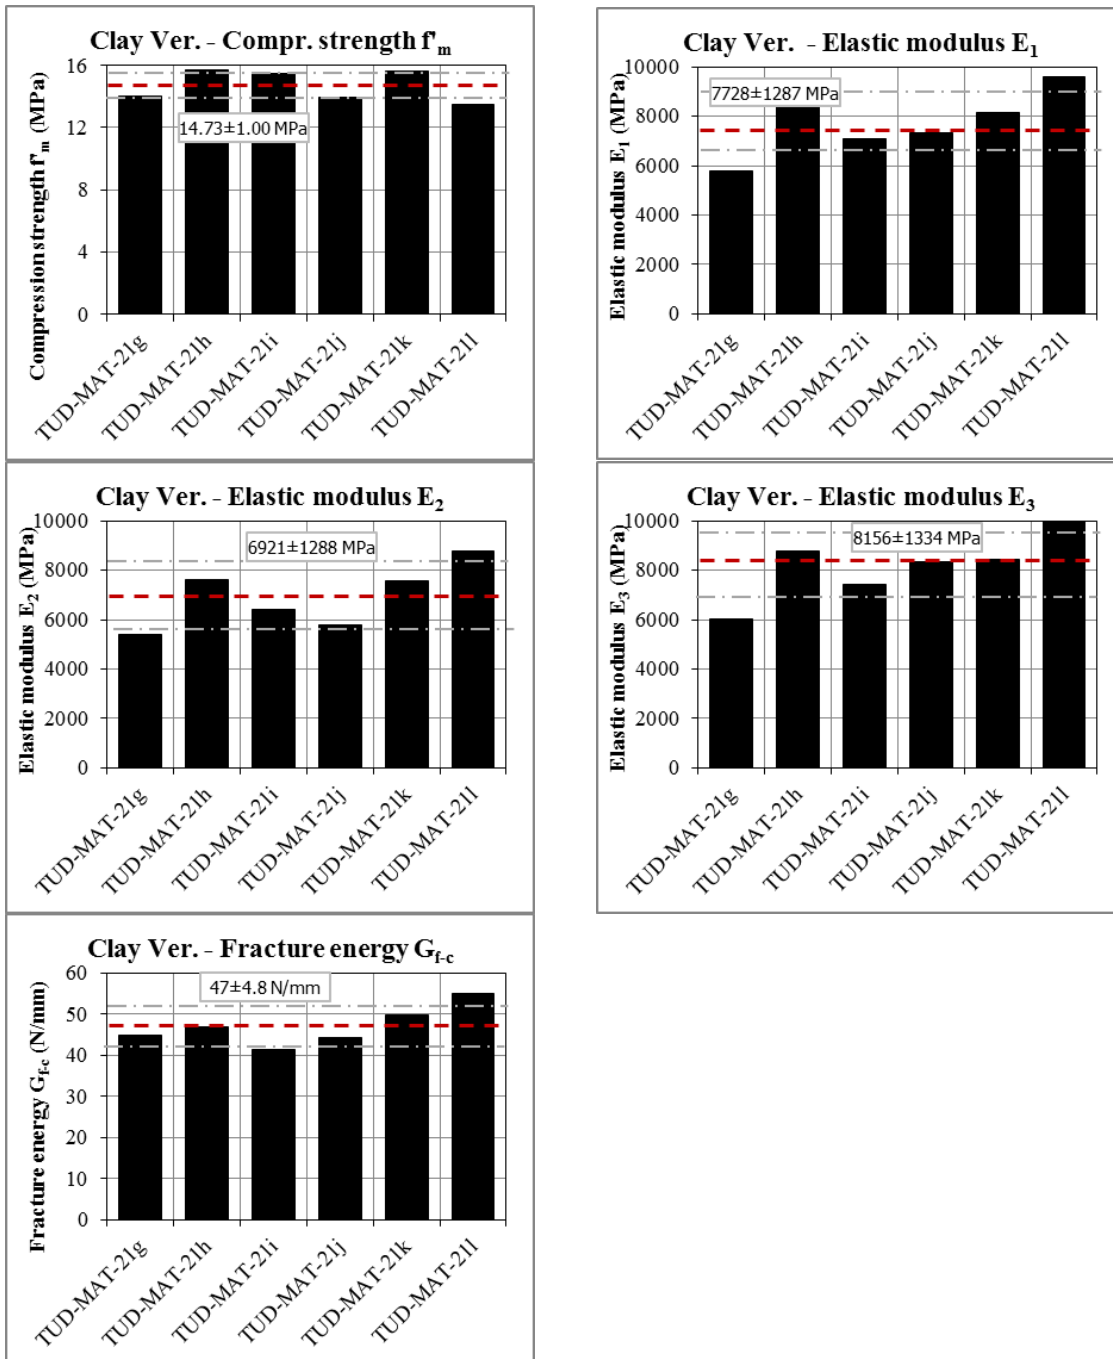 Clay Ver. - Compr. strength f'm
Compression strength f'm (MPa)
16
12
8
4
0
14.73±1.00 MPa
TUD-MAT-21g
TUD-MAT-21h
TUD-MAT-21i
TUD-MAT-21j
TUD-MAT-21k
TUD-MAT-21l
Clay Ver. - Elastic modulus E1
Elastic modulus E1 (MPa)
10000
8000
6000
4000
2000
0
7728±1287 MPa
TUD-MAT-21g
TUD-MAT-21h
TUD-MAT-21i
TUD-MAT-21j
TUD-MAT-21k
TUD-MAT-21l
Clay Ver. - Elastic modulus E2
Elastic modulus E2 (MPa)
10000
8000
6000
4000
2000
0
6921±1288 MPa
TUD-MAT-21g
TUD-MAT-21h
TUD-MAT-21i
TUD-MAT-21j
TUD-MAT-21k
TUD-MAT-21l
Clay Ver. - Elastic modulus E3
Elastic modulus E3 (MPa)
10000
8000
6000
4000
2000
0
8156±1334 MPa
TUD-MAT-21g
TUD-MAT-21h
TUD-MAT-21i
TUD-MAT-21j
TUD-MAT-21k
TUD-MAT-21l
Clay Ver. - Fracture energy Gf-c
Fracture energy Gf-c (N/mm)
60
50
40
30
20
10
0
47±4.8 N/mm
TUD-MAT-21g
TUD-MAT-21h
TUD-MAT-21i
TUD-MAT-21j
TUD-MAT-21k
TUD-MAT-21l